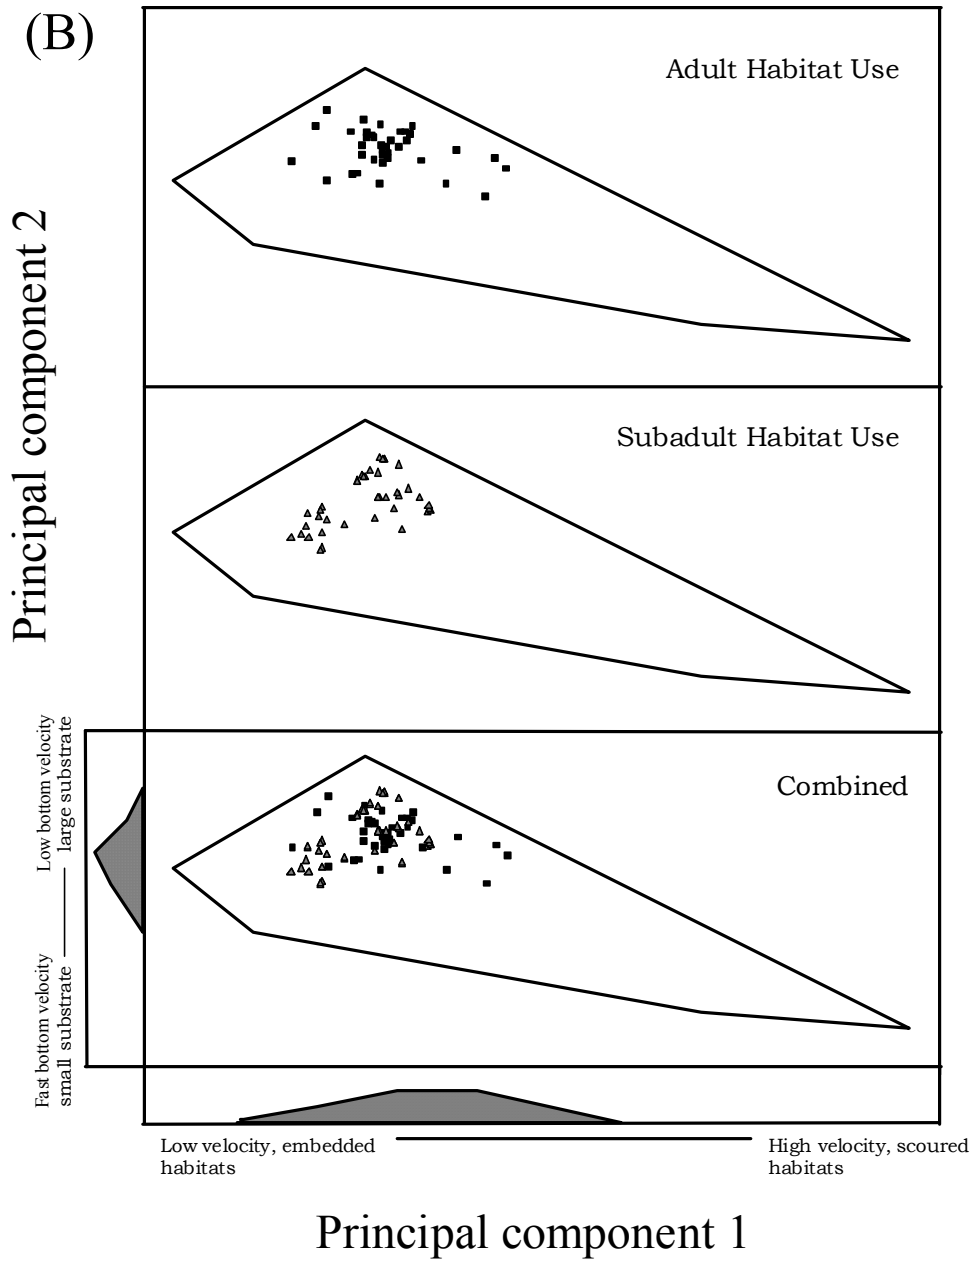 (B)
Adult Habitat Use
Principal component 2
Subadult Habitat Use
Combined
Low bottom velocity
large substrate
Fast bottom velocity
small substrate
Low velocity, embedded
habitats
High velocity, scoured
habitats
Principal component 1